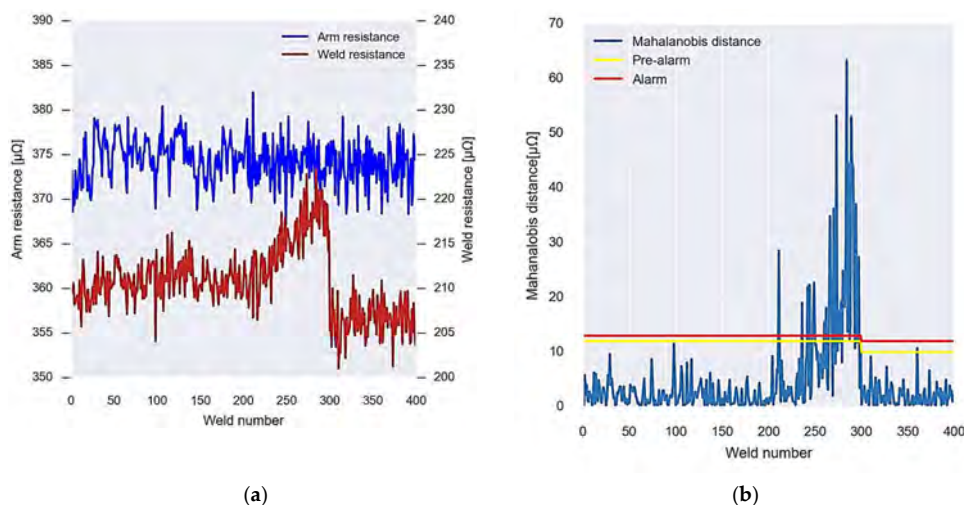 390
385
380
375
370
365
360
355
350
Arm resistance [µΩ]
Arm resistance
Weld resistance
240
235
230
225
220
215
210
205
200
Weld resistance[µΩ]
0 50 100 150 200 250 300 350 400
Weld number
(a)
70
60
50
40
30
20
10
0
Mahanalobis distance[µΩ]
Mahalanobis distance
Pre-alarm
Alarm
0 50 100 150 200 250 300 350 400
Weld number
(b)